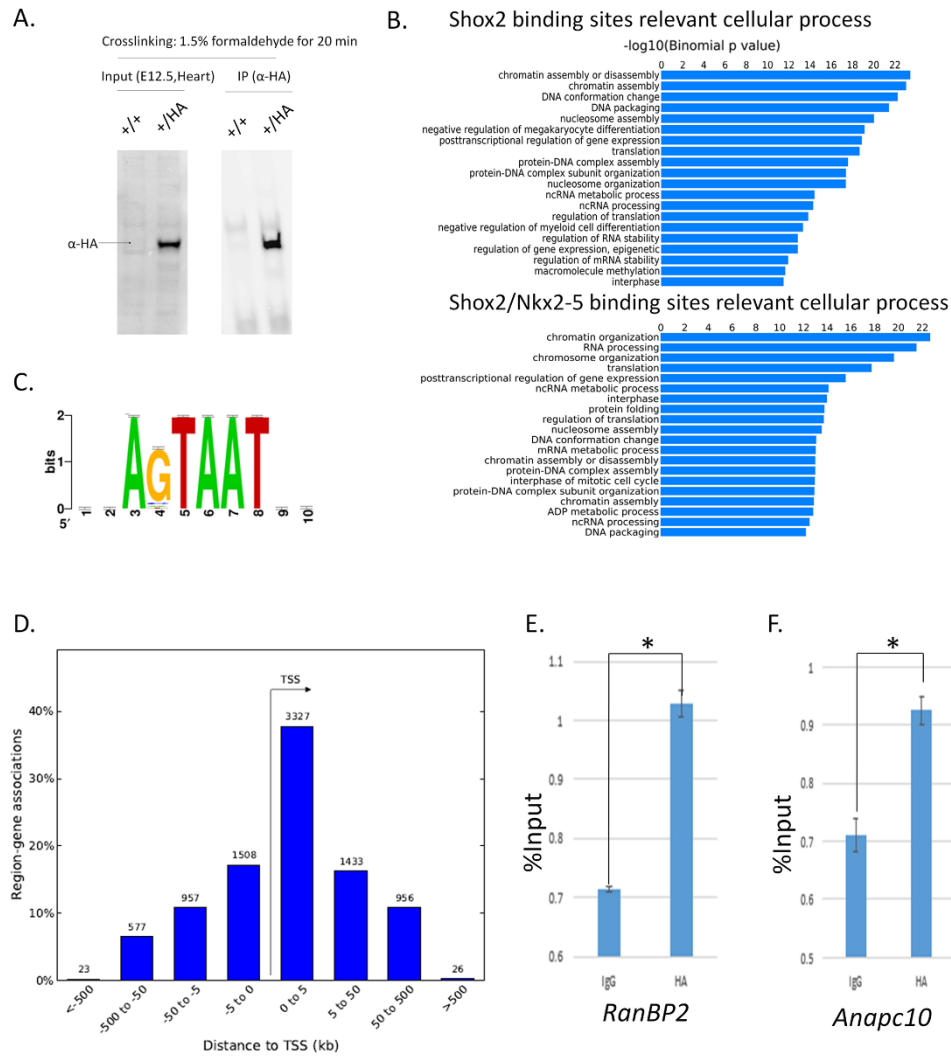 A.
Crosslinking: 1.5% formaldehyde for 20 min
Input (E12.5,Heart) IP (α-HA)
+/+ +/HA +/+ +/HA
α-HA
B.
Shox2 binding sites relevant cellular process
-log10(Binomial p value)
0 2 4 6 8 10 12 14 16 18 20 22
chromatin assembly or disassembly
chromatin assembly
DNA conformation change
DNA packaging
nucleosome assembly
negative regulation of megakaryocyte differentiation
posttranscriptional regulation of gene expression
translation
protein-DNA complex assembly
protein-DNA complex subunit organization
nucleosome organization
ncRNA metabolic process
ncRNA processing
regulation of translation
negative regulation of myeloid cell differentiation
regulation of RNA stability
regulation of gene expression, epigenetic
regulation of mRNA stability
macromolecule methylation
interphase
Shox2/Nkx2-5 binding sites relevant cellular process
0 2 4 6 8 10 12 14 16 18 20 22
chromatin organization
RNA processing
chromosome organization
translation
posttranscriptional regulation of gene expression
ncRNA metabolic process
interphase
protein folding
regulation of translation
nucleosome assembly
DNA conformation change
mRNA metabolic process
chromatin assembly or disassembly
protein-DNA complex assembly
interphase of mitotic cell cycle
protein-DNA complex subunit organization
chromatin assembly
ADP metabolic process
ncRNA processing
DNA packaging
C.
2
bits
1
0
AGTAAT
5′
1 2 3 4 5 6 7 8 9 10
D.
Region-gene associations
40%
30%
20%
10%
0%
TSS
23 577 957 1508 3327 1433 956 26
<-500 -500 to -50 -50 to -5 -5 to 0 0 to 5 5 to 50 50 to 500 >500
Distance to TSS (kb)
E.
*
%Input
1.1
1
0.9
0.8
0.7
0.6
IgG HA
RanBP2
F.
*
%Input
1
0.9
0.8
0.7
0.6
0.5
IgG HA
Anapc10